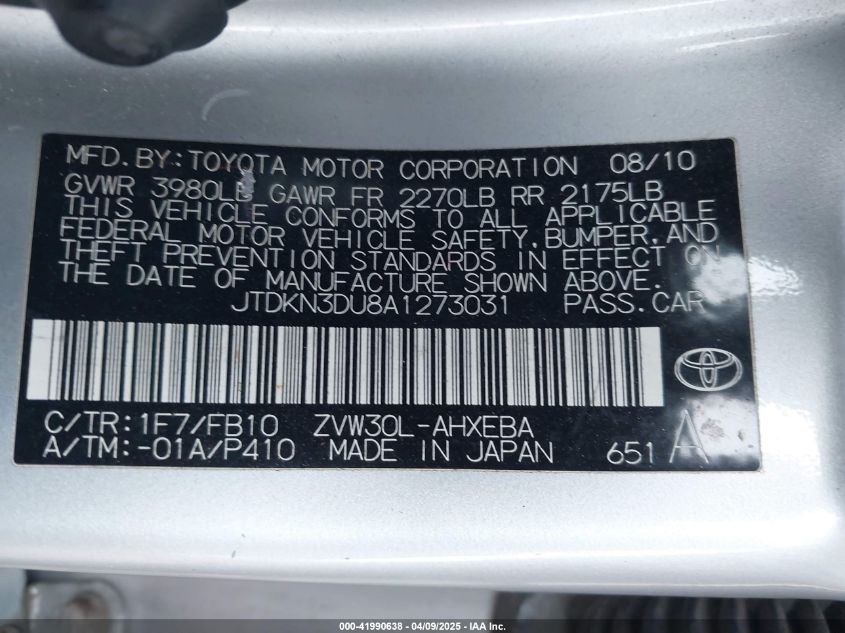 MFD.BY:TOYOTA MOTOR CORPORATION 08/10
GVWR 3980LB GAWR FR 2270LB RR 2175LB
THIS VEHICLE CONFORMS TO ALL APPLICABLE
FEDERAL MOTOR VEHICLE SAFETY,BUMPER,AND
THEFT PREVENTION STANDARDS IN EFFECT ON
THE DATE OF MANUFACTURE SHOWN ABOVE.
JTDKN3DU8A1273031 PASS.CAR
C/TR:1F7/FB10 ZVW30L-AHXEBA
A/TM:-01A/P410 MADE IN JAPAN 651 A
000-41990638 - 04/09/2025 - IAA Inc.